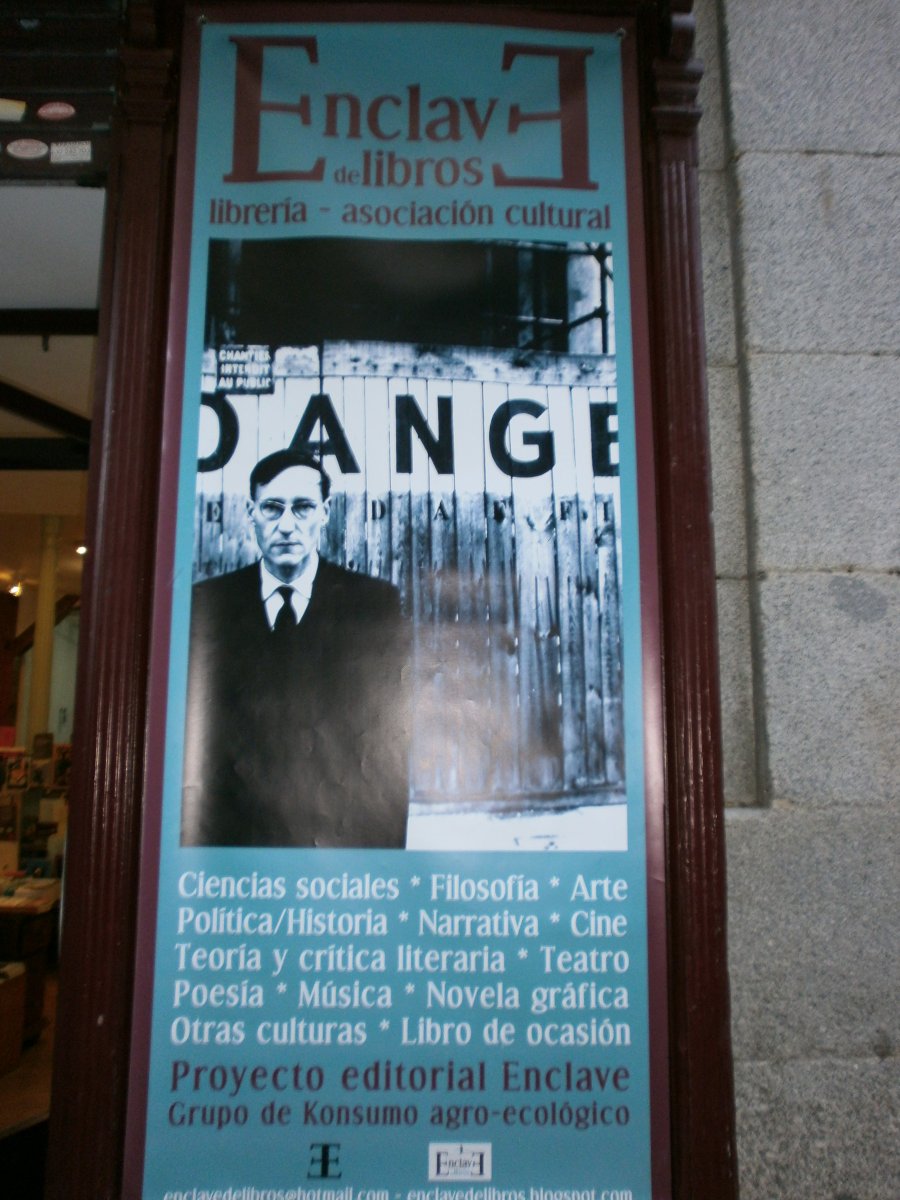 EnclavE
de libros
librería - asociación cultural
CHANTIER
INTERDIT
AU PUBLIC
DANGE
Ciencias sociales * Filosofía * Arte
Política/Historia * Narrativa * Cine
Teoría y crítica literaria * Teatro
Poesía * Música * Novela gráfica
Otras culturas * Libro de ocasión
Proyecto editorial Enclave
Grupo de Konsumo agro-ecológico
EnclavE
enclavedelibros@hotmail.com - enclavedelibros.blogspot.com